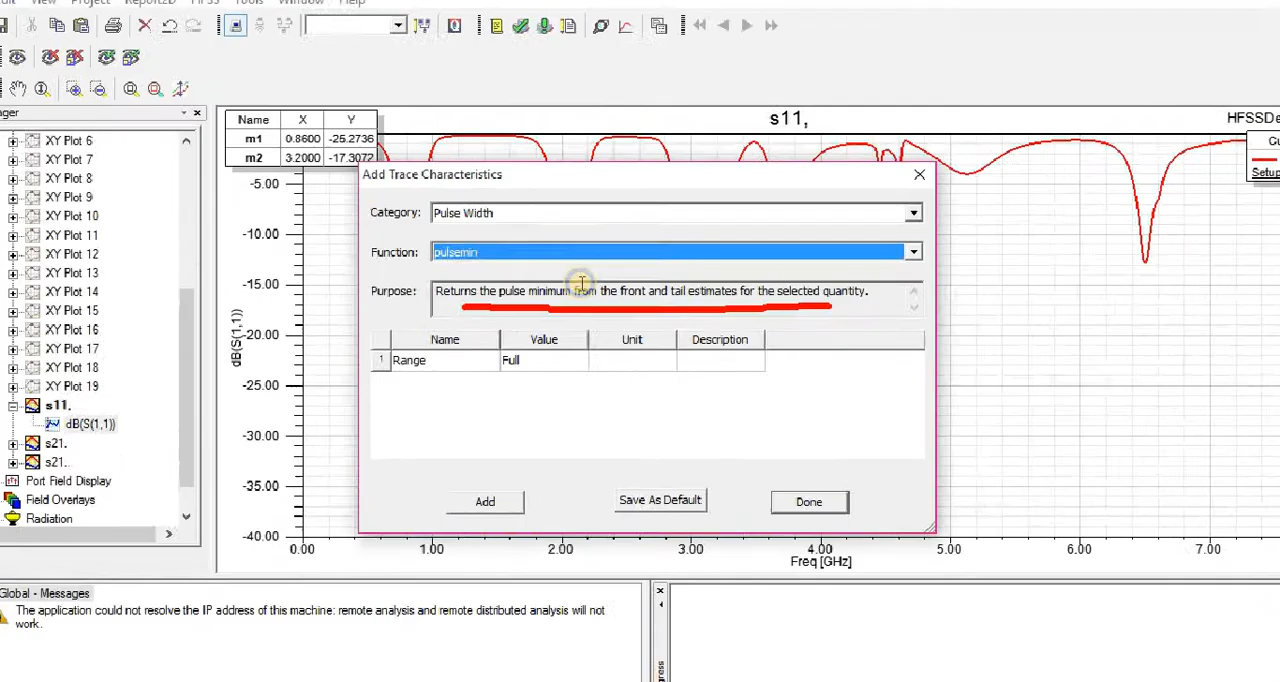 View Project Report2D HFSS Tools Window Help
Name X Y
m1 0.8600 -25.2736
m2 3.2000 -17.3072
s11,
XY Plot 6
XY Plot 7
XY Plot 8
XY Plot 9
XY Plot 10
XY Plot 11
XY Plot 12
XY Plot 13
XY Plot 14
XY Plot 15
XY Plot 16
XY Plot 17
XY Plot 18
XY Plot 19
s11,
dB(S(1,1))
s21.
s21..
Port Field Display
Field Overlays
Radiation
-5.00
-10.00
-15.00
-20.00
-25.00
-30.00
-35.00
-40.00
dB(S(1,1))
0.00 1.00 2.00 3.00 4.00 5.00 6.00 7.00
Freq [GHz]
Add Trace Characteristics
Category: Pulse Width
Function: pulsemin
Purpose: Returns the pulse minimum from the front and tail estimates for the selected quantity.
Name Value Unit Description
1 Range Full
Add Save As Default Done
Global - Messages
The application could not resolve the IP address of this machine: remote analysis and remote distributed analysis will not
work.